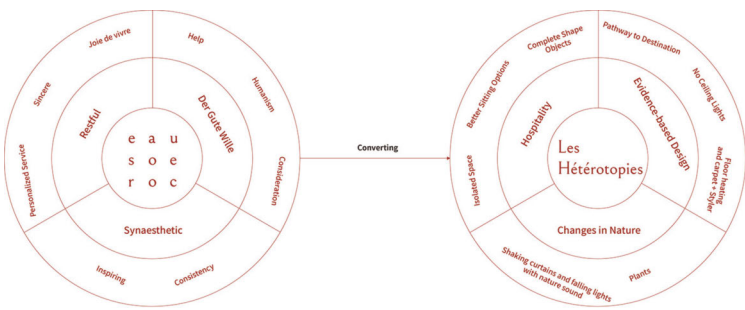 Joie de vivre
Sincere
Personalized Service
Restful
Help
Humanism
Consideration
Der Gute Wille
Inspiring
Consistency
Synaesthetic
e a u
s o e
r o c
Converting
Complete Shape
Objects
Better Sitting Options
Isolated Space
Hospitality
Pathway to Destination
No Ceiling Lights
Floor heating,
and carpet + Styler
Evidence-based Design
Shaking curtains and falling lights
with nature sound
Plants
Changes in Nature
Les
Hétérotopies